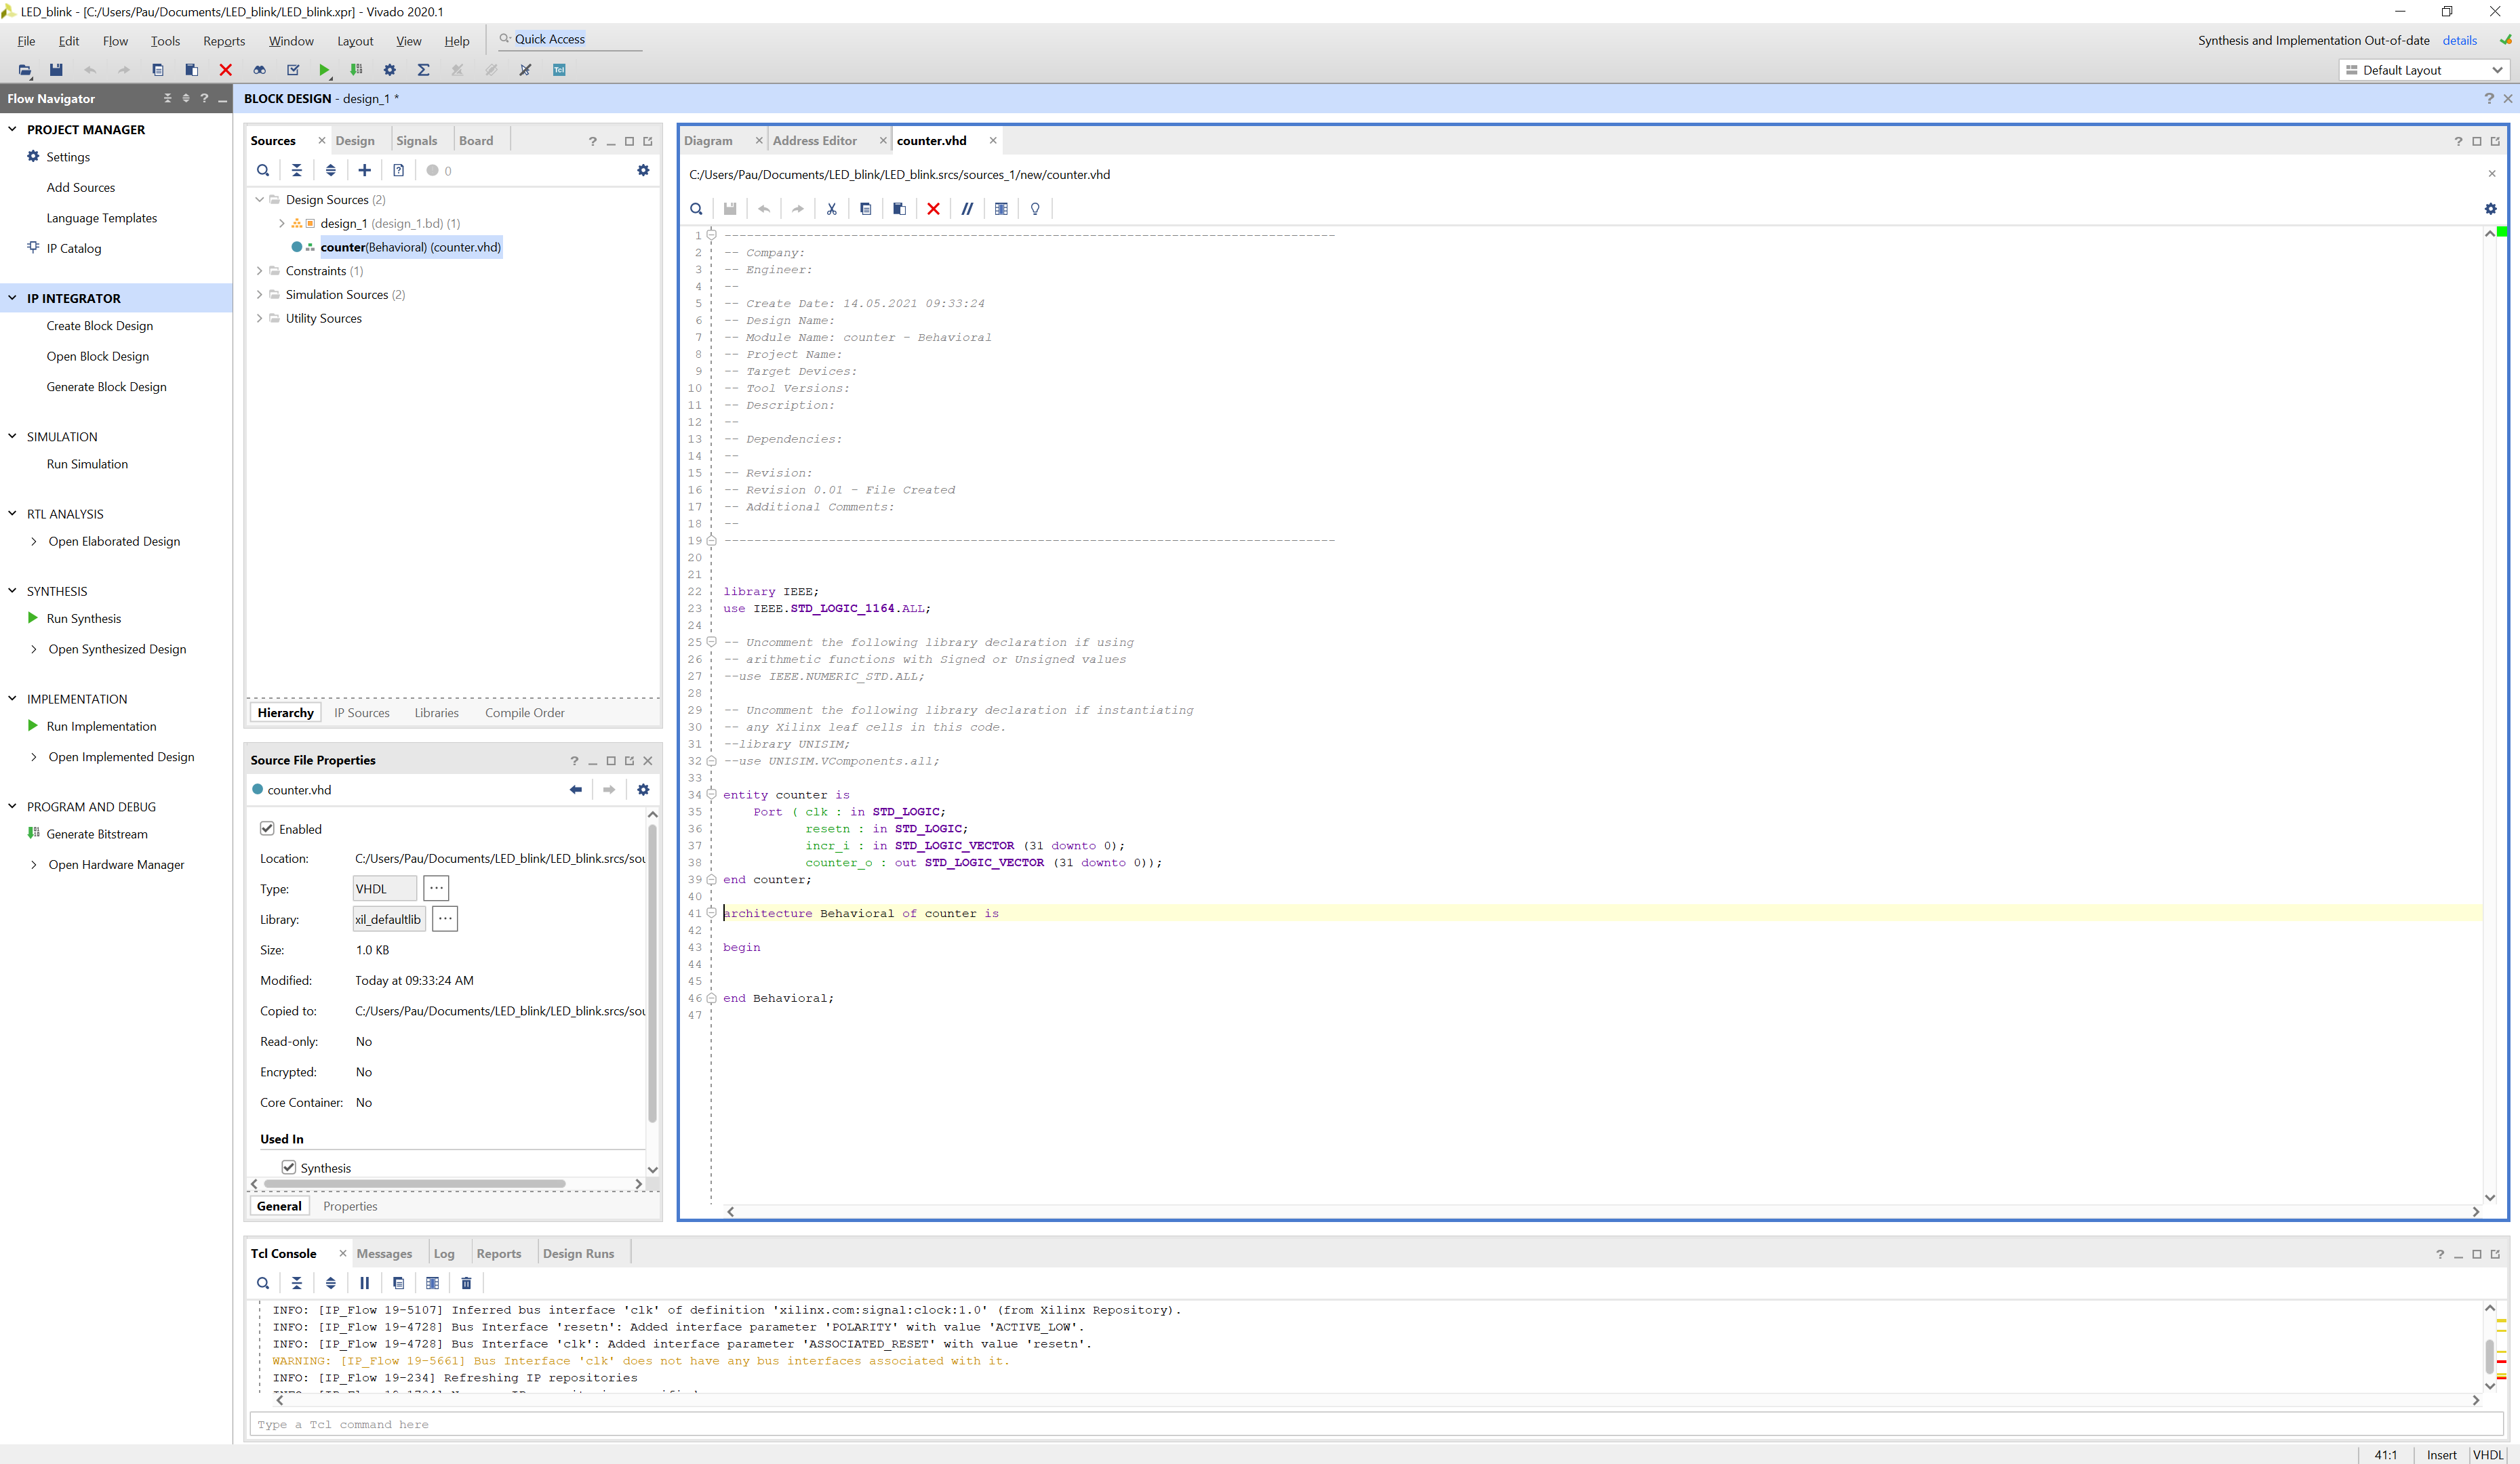 LED_blink - [C:/Users/Pau/Documents/LED_blink/LED_blink.xpr] - Vivado 2020.1
File Edit Flow Tools Reports Window Layout View Help Quick Access
Synthesis and Implementation Out-of-date details
Default Layout
Flow Navigator
PROJECT MANAGER
Settings
Add Sources
Language Templates
IP Catalog
IP INTEGRATOR
Create Block Design
Open Block Design
Generate Block Design
SIMULATION
Run Simulation
RTL ANALYSIS
Open Elaborated Design
SYNTHESIS
Run Synthesis
Open Synthesized Design
IMPLEMENTATION
Run Implementation
Open Implemented Design
PROGRAM AND DEBUG
Generate Bitstream
Open Hardware Manager
BLOCK DESIGN - design_1 *
Sources Design Signals Board
0
Design Sources (2)
design_1 (design_1.bd) (1)
counter(Behavioral) (counter.vhd)
Constraints (1)
Simulation Sources (2)
Utility Sources
Hierarchy IP Sources Libraries Compile Order
Source File Properties
counter.vhd
Enabled
Location: C:/Users/Pau/Documents/LED_blink/LED_blink.srcs/sou
Type: VHDL ...
Library: xil_defaultlib ...
Size: 1.0 KB
Modified: Today at 09:33:24 AM
Copied to: C:/Users/Pau/Documents/LED_blink/LED_blink.srcs/sou
Read-only: No
Encrypted: No
Core Container: No
Used In
Synthesis
General Properties
Diagram Address Editor counter.vhd
C:/Users/Pau/Documents/LED_blink/LED_blink.srcs/sources_1/new/counter.vhd
1 ----------------------------------------------------------------------------------
2 -- Company:
3 -- Engineer:
4 --
5 -- Create Date: 14.05.2021 09:33:24
6 -- Design Name:
7 -- Module Name: counter - Behavioral
8 -- Project Name:
9 -- Target Devices:
10 -- Tool Versions:
11 -- Description:
12 --
13 -- Dependencies:
14 --
15 -- Revision:
16 -- Revision 0.01 - File Created
17 -- Additional Comments:
18 --
19 ----------------------------------------------------------------------------------
20
21
22 library IEEE;
23 use IEEE.STD_LOGIC_1164.ALL;
24
25 -- Uncomment the following library declaration if using
26 -- arithmetic functions with Signed or Unsigned values
27 --use IEEE.NUMERIC_STD.ALL;
28
29 -- Uncomment the following library declaration if instantiating
30 -- any Xilinx leaf cells in this code.
31 --library UNISIM;
32 --use UNISIM.VComponents.all;
33
34 entity counter is
35 Port ( clk : in STD_LOGIC;
36 resetn : in STD_LOGIC;
37 incr_i : in STD_LOGIC_VECTOR (31 downto 0);
38 counter_o : out STD_LOGIC_VECTOR (31 downto 0));
39 end counter;
40
41 architecture Behavioral of counter is
42
43 begin
44
45
46 end Behavioral;
47
Tcl Console Messages Log Reports Design Runs
INFO: [IP_Flow 19-5107] Inferred bus interface 'clk' of definition 'xilinx.com:signal:clock:1.0' (from Xilinx Repository).
INFO: [IP_Flow 19-4728] Bus Interface 'resetn': Added interface parameter 'POLARITY' with value 'ACTIVE_LOW'.
INFO: [IP_Flow 19-4728] Bus Interface 'clk': Added interface parameter 'ASSOCIATED_RESET' with value 'resetn'.
WARNING: [IP_Flow 19-5661] Bus Interface 'clk' does not have any bus interfaces associated with it.
INFO: [IP_Flow 19-234] Refreshing IP repositories
Type a Tcl command here
41:1 Insert VHDL